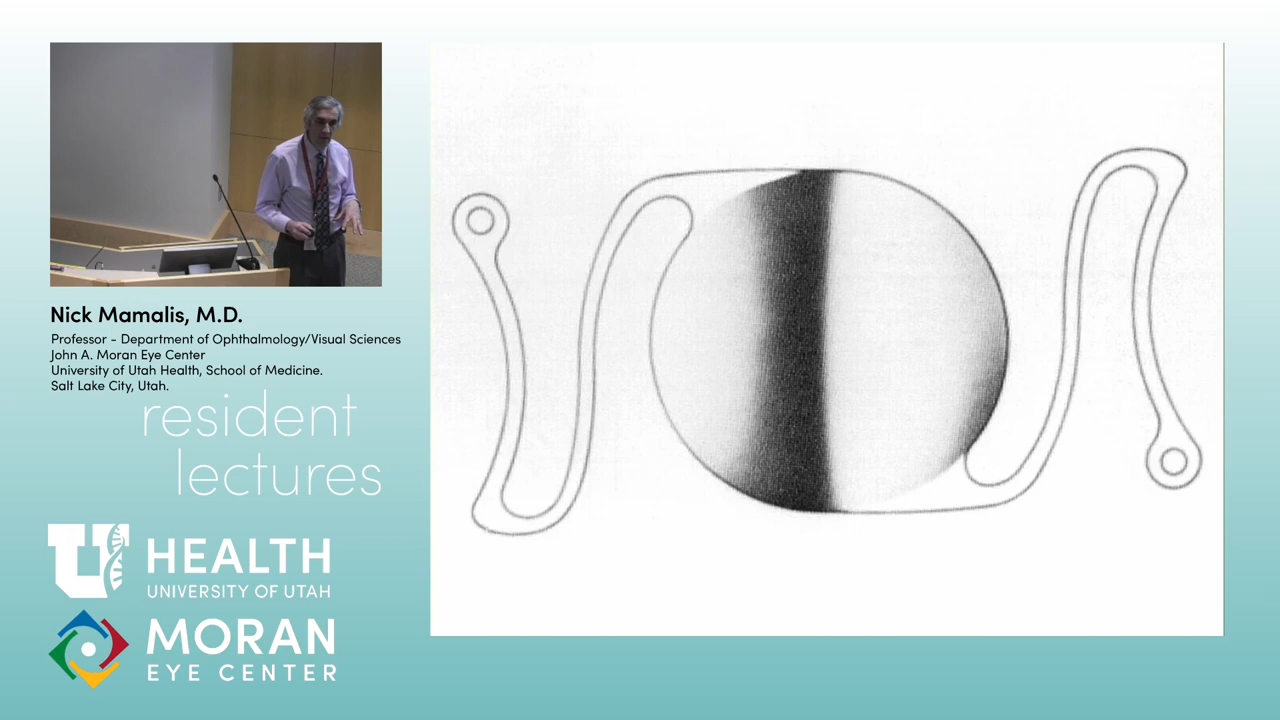 Nick Mamalis, M.D.
Professor - Department of Ophthalmology/Visual Sciences
John A. Moran Eye Center
University of Utah Health, School of Medicine.
Salt Lake City, Utah.
resident
lectures
U HEALTH
UNIVERSITY OF UTAH
MORAN
EYE CENTER